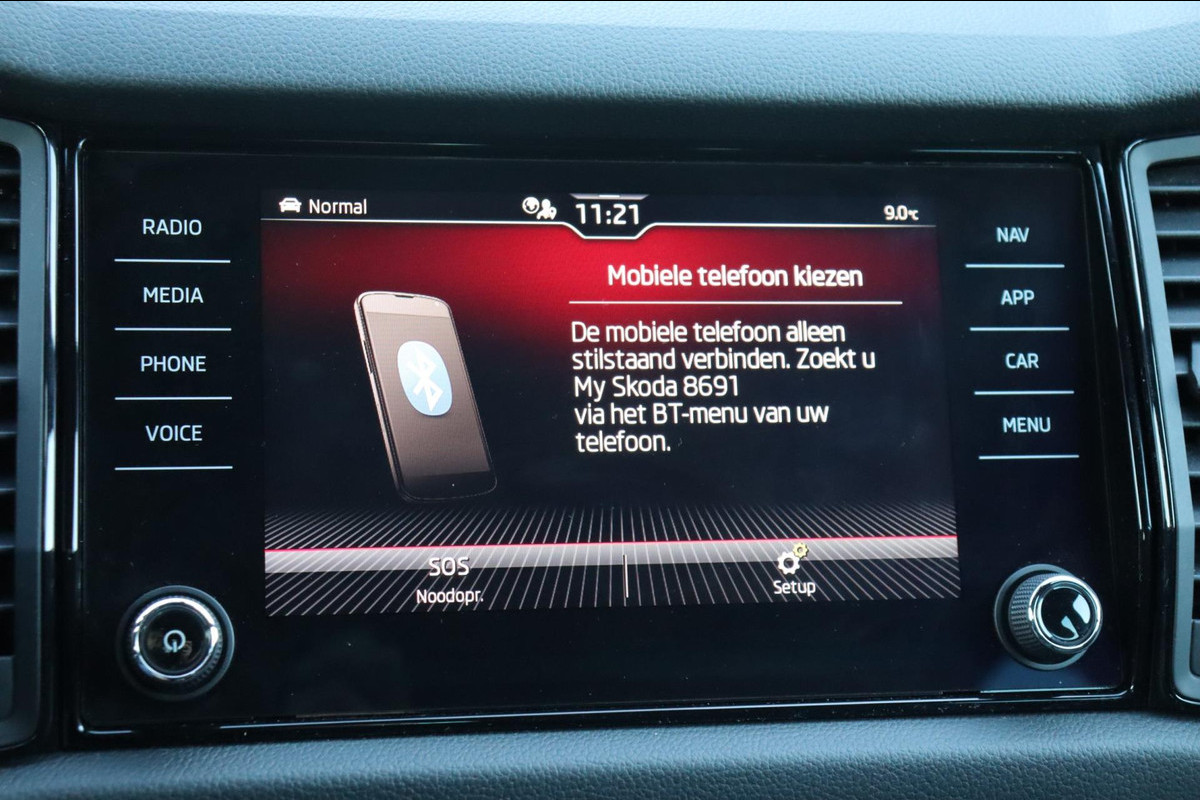 Normal
11:21
9.0°C
RADIO
MEDIA
PHONE
VOICE
Mobiele telefoon kiezen
De mobiele telefoon alleen
stilstaand verbinden. Zoekt u
My Skoda 8691
via het BT-menu van uw
telefoon.
SOS
Noodopr.
Setup
NAV
APP
CAR
MENU